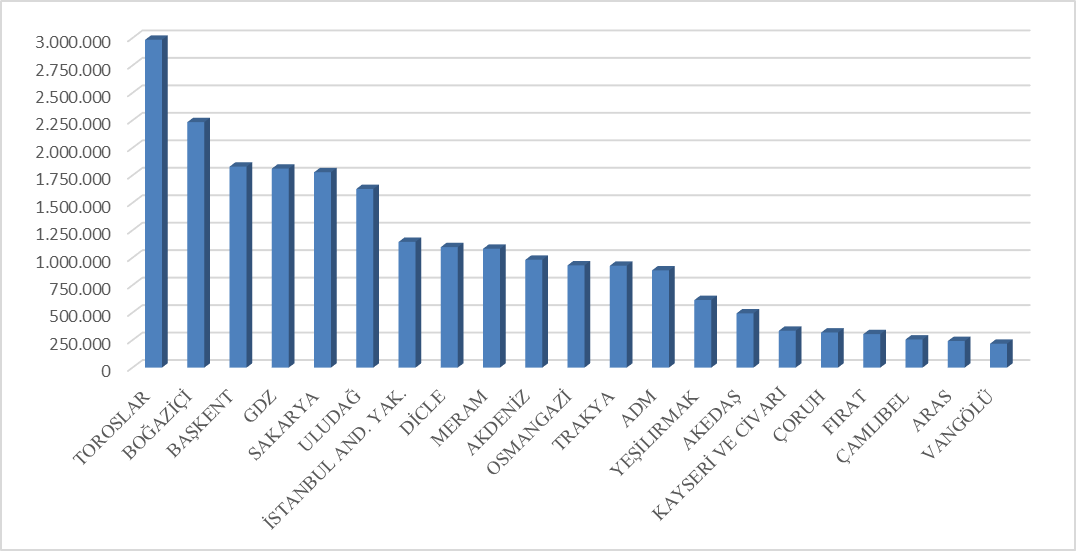 3.000.000
2.750.000
2.500.000
2.250.000
2.000.000
1.750.000
1.500.000
1.250.000
1.000.000
750.000
500.000
250.000
0
TOROSLAR
BOĞAZİÇİ
BAŞKENT
GDZ
SAKARYA
ULUDAĞ
İSTANBUL AND. YAK.
DİCLE
MERAM
AKDENİZ
OSMANGAZİ
TRAKYA
ADM
YEŞİLIRMAK
AKEDAŞ
KAYSERİ VE CİVARI
ÇORUH
FIRAT
ÇAMLIBEL
ARAS
VANGÖLÜ